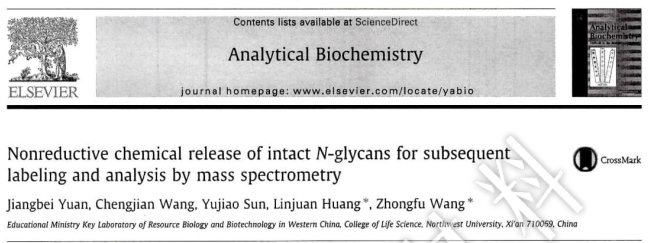 Contents lists available at ScienceDirect
Analytical Biochemistry
journal homepage: www.elsevier.com/locate/yabio
ELSEVIER
Analytical
Biochemistry
Nonreductive chemical release of intact N-glycans for subsequent
labeling and analysis by mass spectrometry
CrossMark
Jiangbei Yuan, Chengjian Wang, Yujiao Sun, Linjuan Huang*, Zhongfu Wang*
Educational Ministry Key Laboratory of Resource Biology and Biotechnology in Western China, College of Life Science, Northwest University, Xi'an 710069, China
料